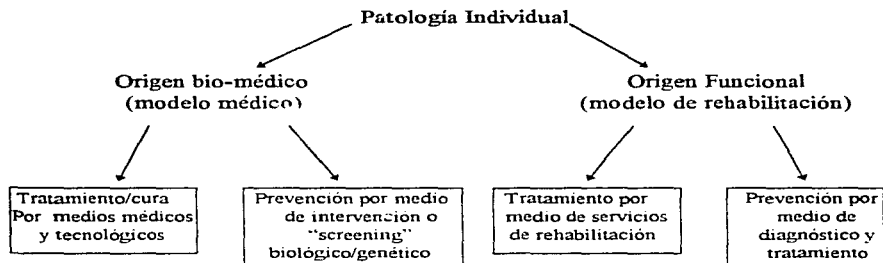 Patología Individual
Origen bio-médico
(modelo médico)
Origen Funcional
(modelo de rehabilitación)
Tratamiento/cura
Por medios médicos
y tecnológicos
Prevención por medio
de intervención o
“screening”
biológico/genético
Tratamiento por
medio de servicios
de rehabilitación
Prevención por
medio de
diagnóstico y
tratamiento